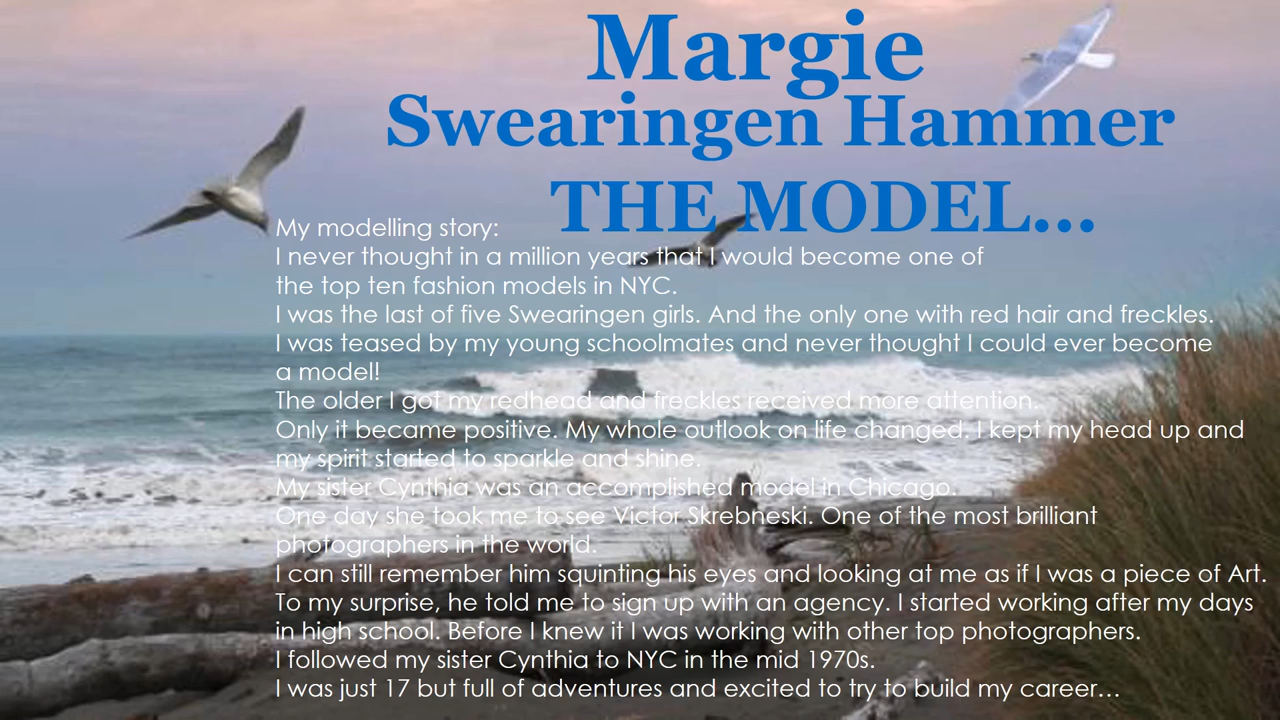 Margie
Swearingen Hammer
THE MODEL...
My modelling story:
I never thought in a million years that I would become one of
the top ten fashion models in NYC.
I was the last of five Swearingen girls. And the only one with red hair and freckles.
I was teased by my young schoolmates and never thought I could ever become
a model!
The older I got my redhead and freckles received more attention.
Only it became positive. My whole outlook on life changed. I kept my head up and
my spirit started to sparkle and shine.
My sister Cynthia was an accomplished model in Chicago.
One day she took me to see Victor Skrebneski. One of the most brilliant
photographers in the world.
I can still remember him squinting his eyes and looking at me as if I was a piece of Art.
To my surprise, he told me to sign up with an agency. I started working after my days
in high school. Before I knew it I was working with other top photographers.
I followed my sister Cynthia to NYC in the mid 1970s.
I was just 17 but full of adventures and excited to try to build my career...